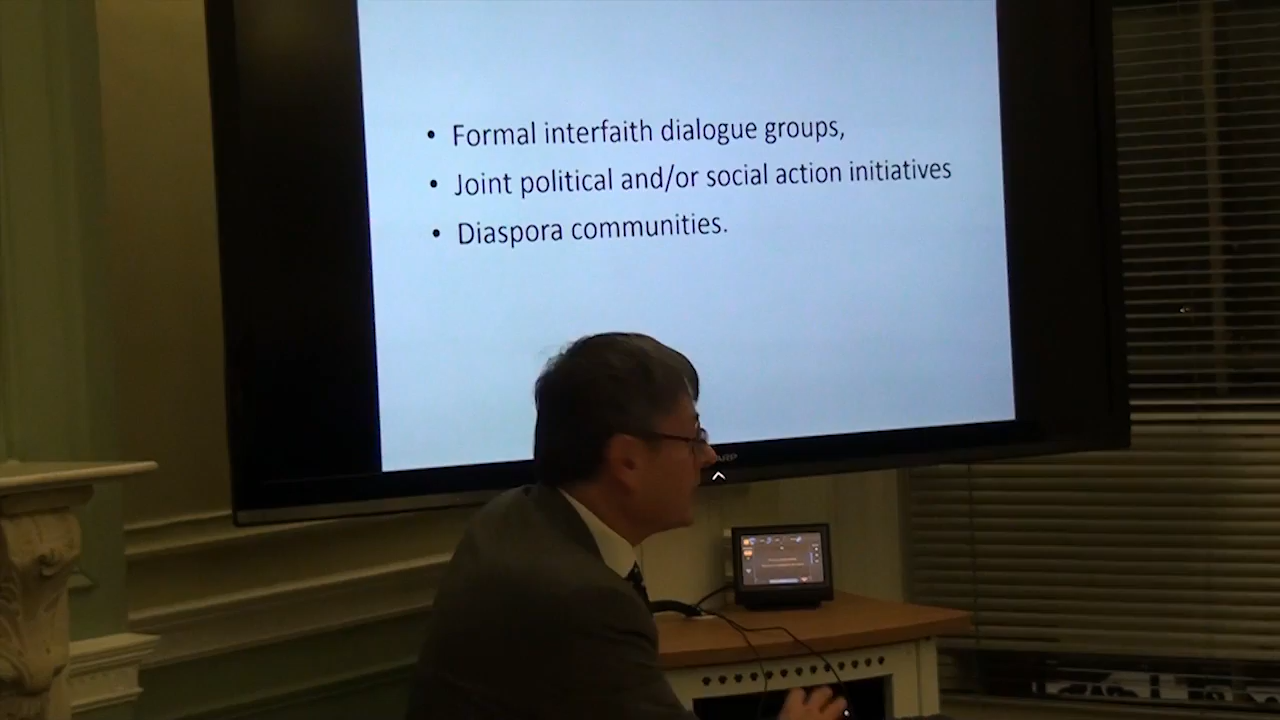 • Formal interfaith dialogue groups,
• Joint political and/or social action initiatives
• Diaspora communities.